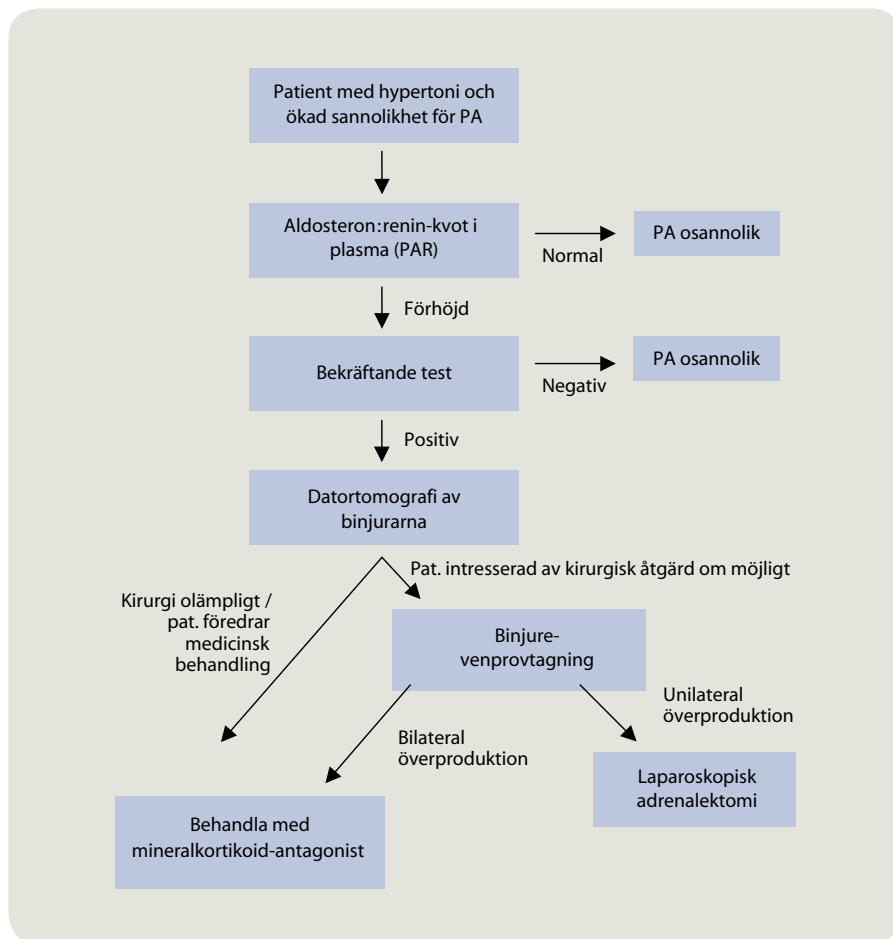 Patient med hypertoni och
ökad sannolikhet för PA
Aldosteron:renin-kvot i
plasma (PAR)
Normal
PA osannolik
Förhöjd
Bekräftande test
Negativ
PA osannolik
Positiv
Datortomografi av
binjurarna
Pat. intresserad av kirurgisk åtgärd om möjligt
Kirurgi olämpligt /
pat. föredrar
medicinsk
behandling
Binjure-
venprovtagning
Unilateral
överproduktion
Bilateral
överproduktion
Laparoskopisk
adrenalektomi
Behandla med
mineralkortikoid-antagonist